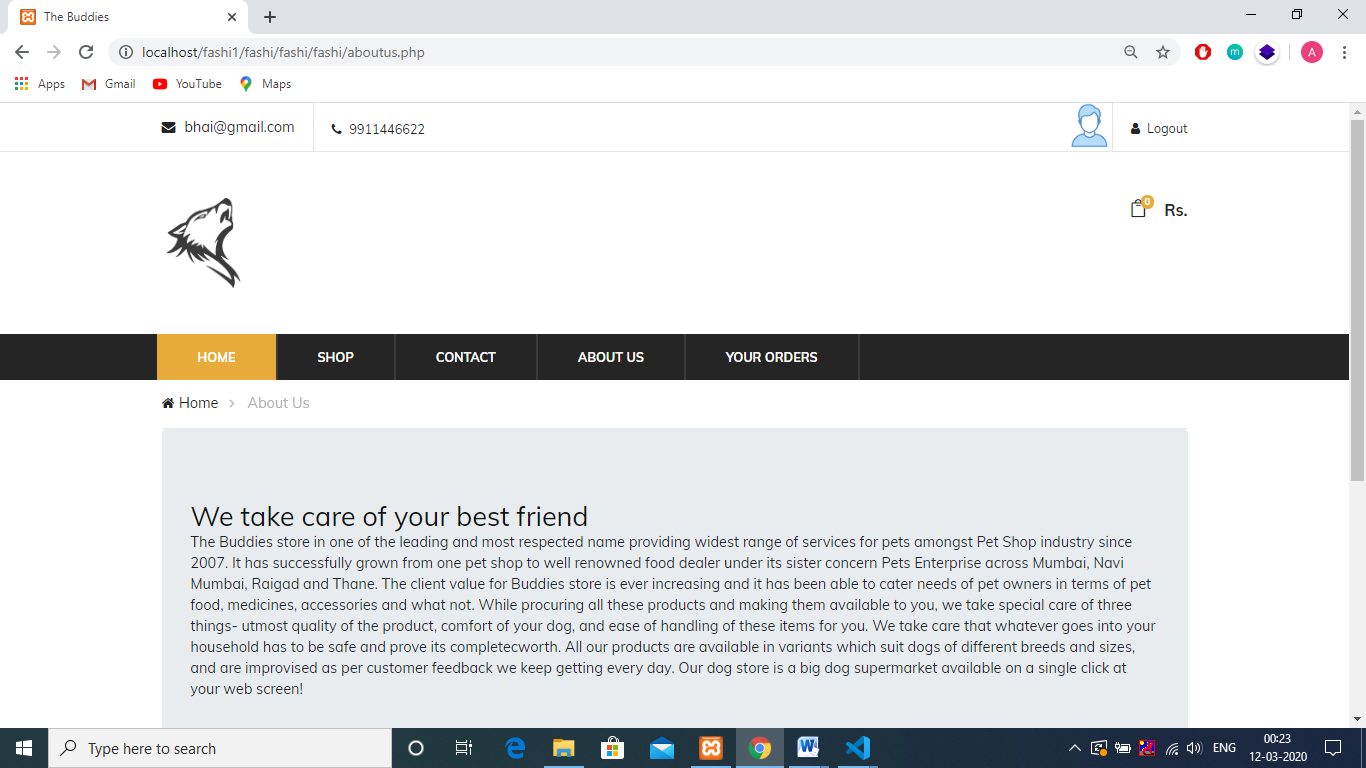 The Buddies
localhost/fashi1/fashi/fashi/fashi/aboutus.php
A
Apps Gmail YouTube Maps
bhai@gmail.com 9911446622 Logout
0 Rs.
HOME SHOP CONTACT ABOUT US YOUR ORDERS
Home > About Us
We take care of your best friend
The Buddies store in one of the leading and most respected name providing widest range of services for pets amongst Pet Shop industry since
2007. It has successfully grown from one pet shop to well renowned food dealer under its sister concern Pets Enterprise across Mumbai, Navi
Mumbai, Raigad and Thane. The client value for Buddies store is ever increasing and it has been able to cater needs of pet owners in terms of pet
food, medicines, accessories and what not. While procuring all these products and making them available to you, we take special care of three
things- utmost quality of the product, comfort of your dog, and ease of handling of these items for you. We take care that whatever goes into your
household has to be safe and prove its completecworth. All our products are available in variants which suit dogs of different breeds and sizes,
and are improvised as per customer feedback we keep getting every day. Our dog store is a big dog supermarket available on a single click at
your web screen!
Type here to search
ENG
00:23
12-03-2020